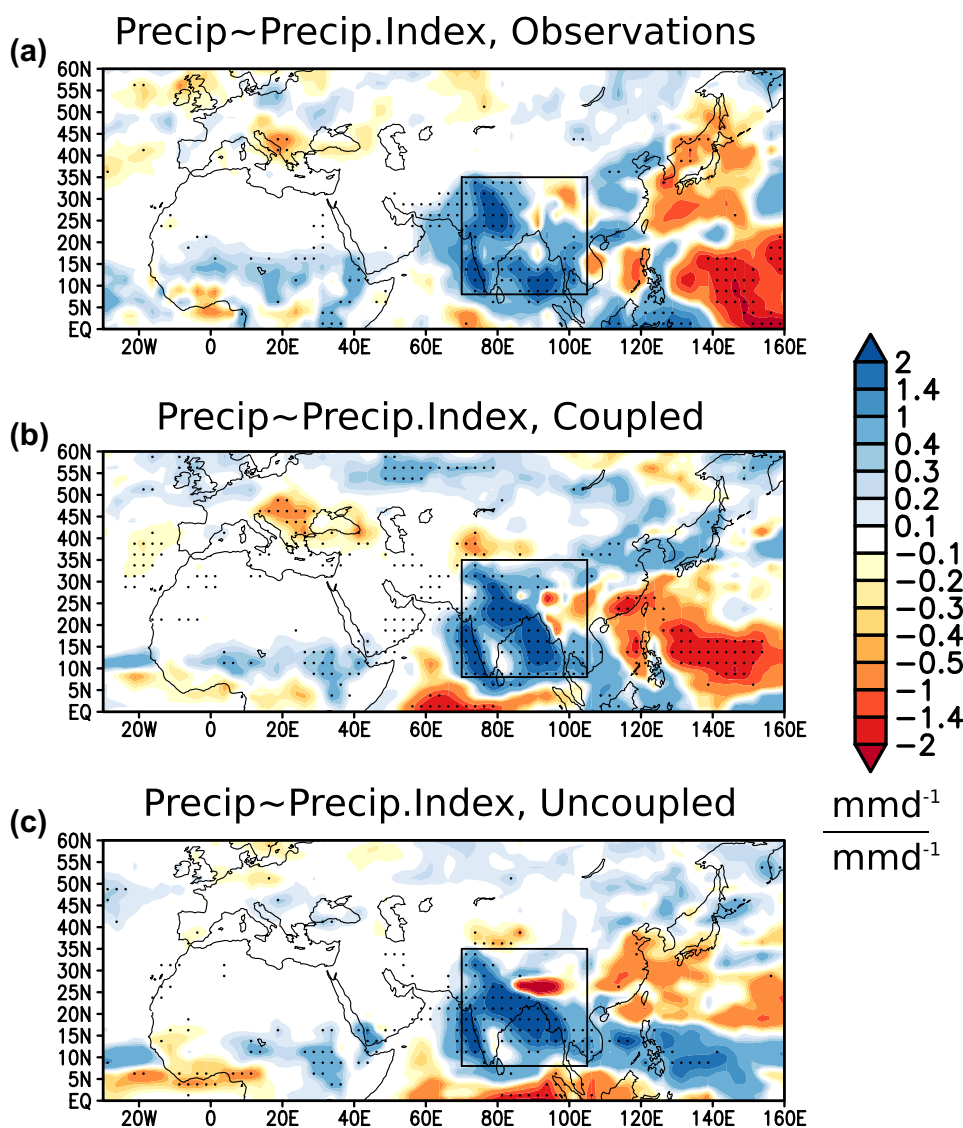 (a) Precip~Precip.Index, Observations
60N
55N
50N
45N
40N
35N
30N
25N
20N
15N
10N
5N
EQ
20W 0 20E 40E 60E 80E 100E 120E 140E 160E
(b) Precip~Precip.Index, Coupled
60N
55N
50N
45N
40N
35N
30N
25N
20N
15N
10N
5N
EQ
20W 0 20E 40E 60E 80E 100E 120E 140E 160E
(c) Precip~Precip.Index, Uncoupled
60N
55N
50N
45N
40N
35N
30N
25N
20N
15N
10N
5N
EQ
20W 0 20E 40E 60E 80E 100E 120E 140E 160E
2
1.4
1
0.4
0.3
0.2
0.1
−0.1
−0.2
−0.3
−0.4
−0.5
−1
−1.4
−2
mmd⁻¹
mmd⁻¹